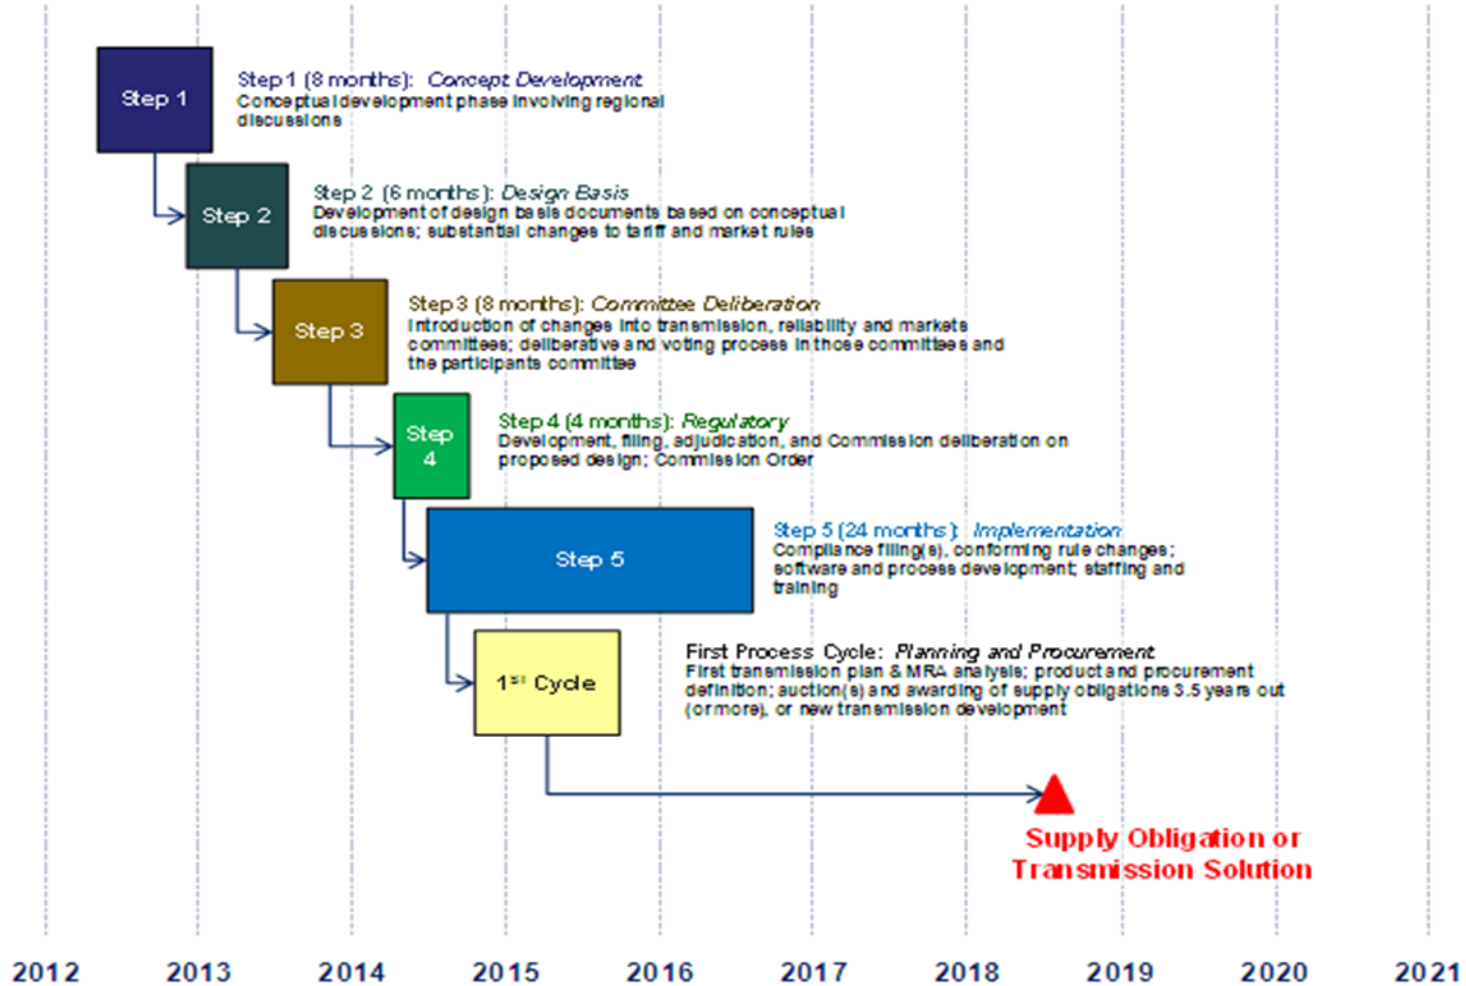 Step 1
Step 1 (8 months): Concept Development
Conceptual development phase involving regional
discussions
Step 2
Step 2 (6 months): Design Basis
Development of design basis documents based on conceptual
discussions; substantial changes to tariff and market rules
Step 3
Step 3 (8 months): Committee Deliberation
Introduction of changes into transmission, reliability and markets
committees; deliberative and voting process in those committees and
the participants committee
Step
4
Step 4 (4 months): Regulatory
Development, filing, adjudication, and Commission deliberation on
proposed design; Commission Order
Step 5
Step 5 (24 months): Implementation
Compliance filing(s), conforming rule changes;
software and process development; staffing and
training
1st Cycle
First Process Cycle: Planning and Procurement
First transmission plan & MRA analysis; product and procurement
definition; auction(s) and awarding of supply obligations 3.5 years out
(or more), or new transmission development
Supply Obligation or
Transmission Solution
2012 2013 2014 2015 2016 2017 2018 2019 2020 2021